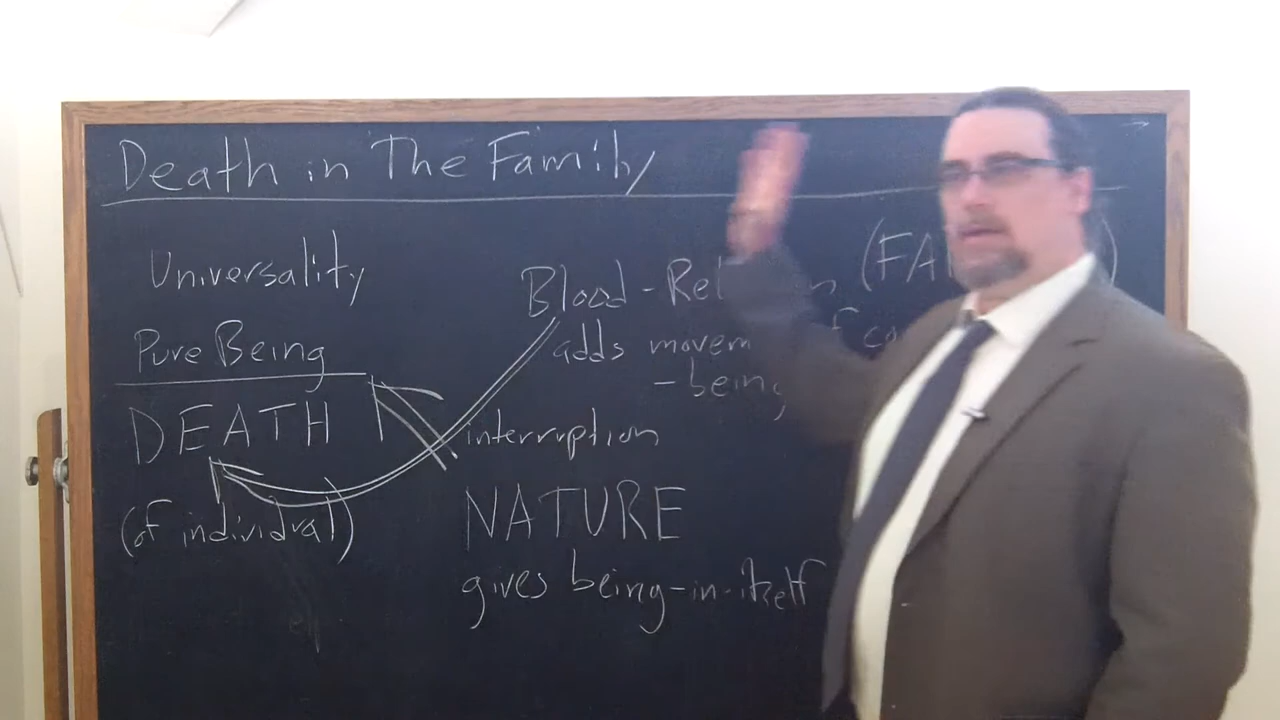 Death in The Family
Universality
Pure Being
DEATH
(of individual)
Blood-Rel
adds movem
-being
interruption
NATURE
gives being-in-itself
(FA